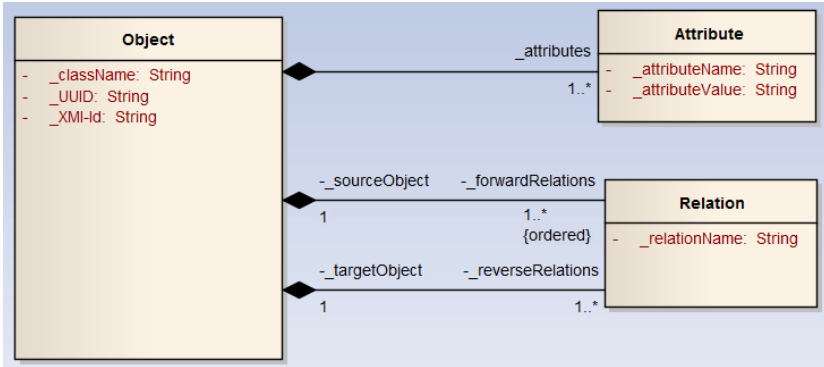 Object
- _className: String
- _UUID: String
- _XMI-Id: String
_attributes
1..*
Attribute
- _attributeName: String
- _attributeValue: String
-_sourceObject
1
-_forwardRelations
1..*
{ordered}
-_targetObject
1
-_reverseRelations
1..*
Relation
- _relationName: String